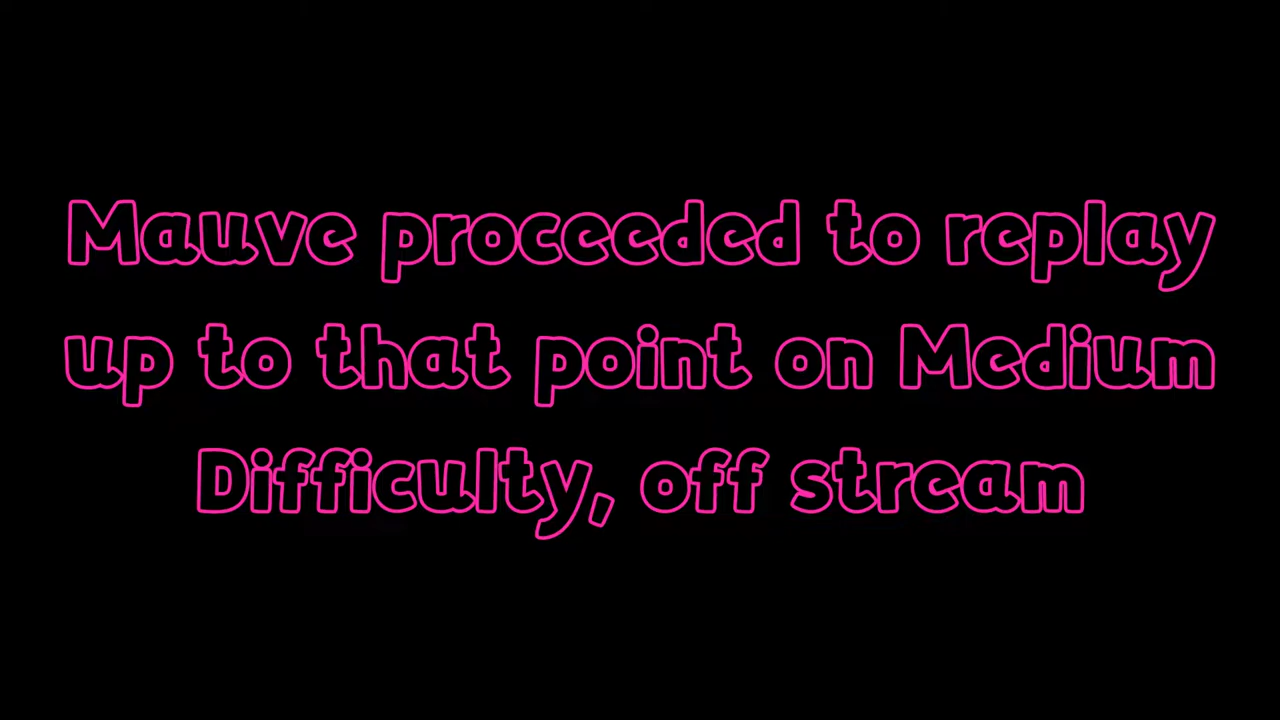 Mauve proceeded to replay
up to that point on Medium
Difficulty, off stream